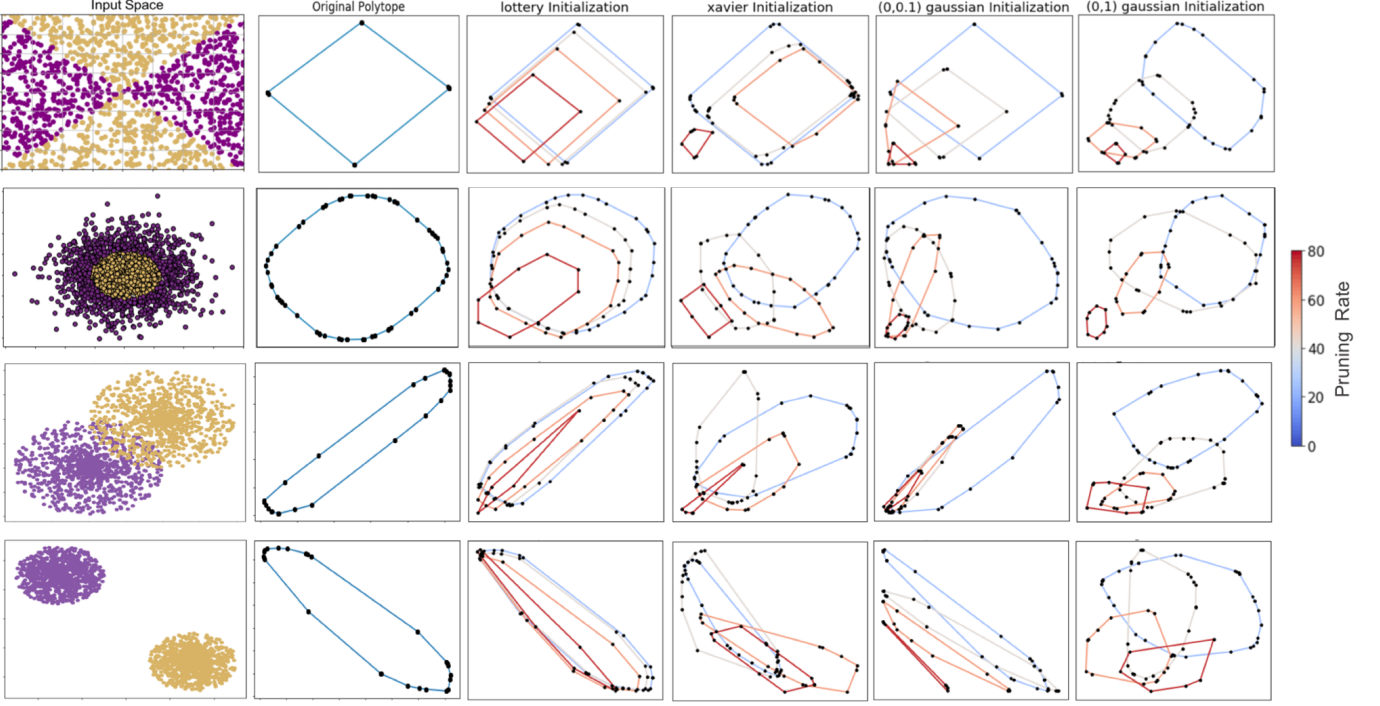 Input Space
Original Polytope
lottery Initialization
xavier Initialization
(0,0.1) gaussian Initialization
(0,1) gaussian Initialization
80
60
40
20
0
Pruning Rate